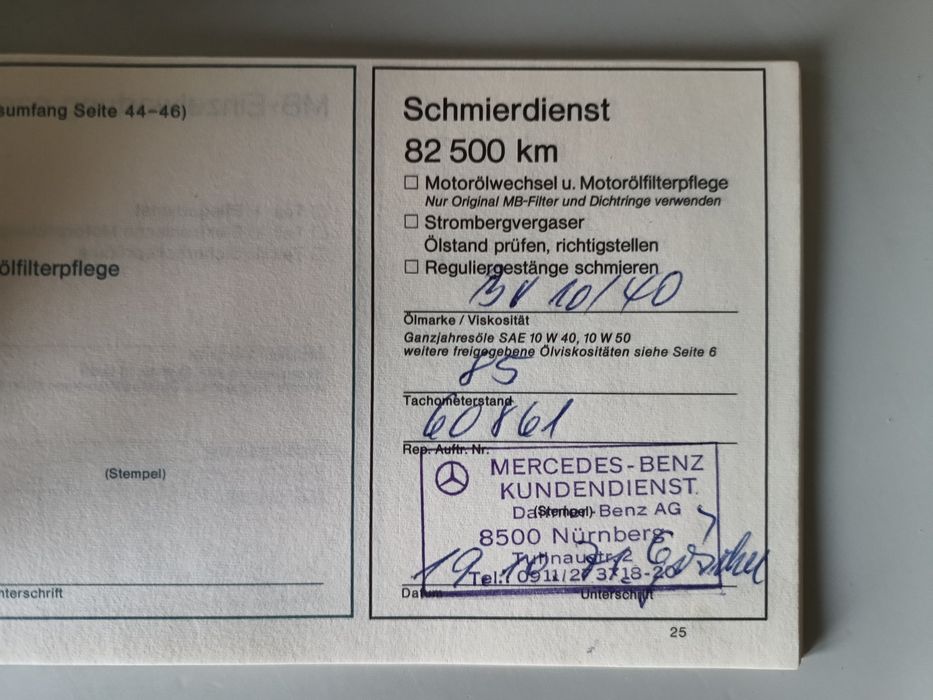 sumfang Seite 44-46)
ölfilterpflege
(Stempel)
nterschrift
Schmierdienst
82 500 km
☐ Motorölwechsel u. Motorölfilterpflege
Nur Original MB-Filter und Dichtringe verwenden
☐ Strombergvergaser
Ölstand prüfen, richtigstellen
☐ Reguliergestänge schmieren
BV 10/40
Ölmarke / Viskosität
Ganzjahresöle SAE 10 W 40, 10 W 50
weitere freigegebene Ölviskositäten siehe Seite 6
85
Tachometerstand
60861
Rep. Auftr. Nr.
MERCEDES-BENZ
KUNDENDIENST.
(Stempel)
Benz AG
8500 Nürnberg
Tel.: 0911/2 37 18-20
19.
Datum
Unterschrift
25